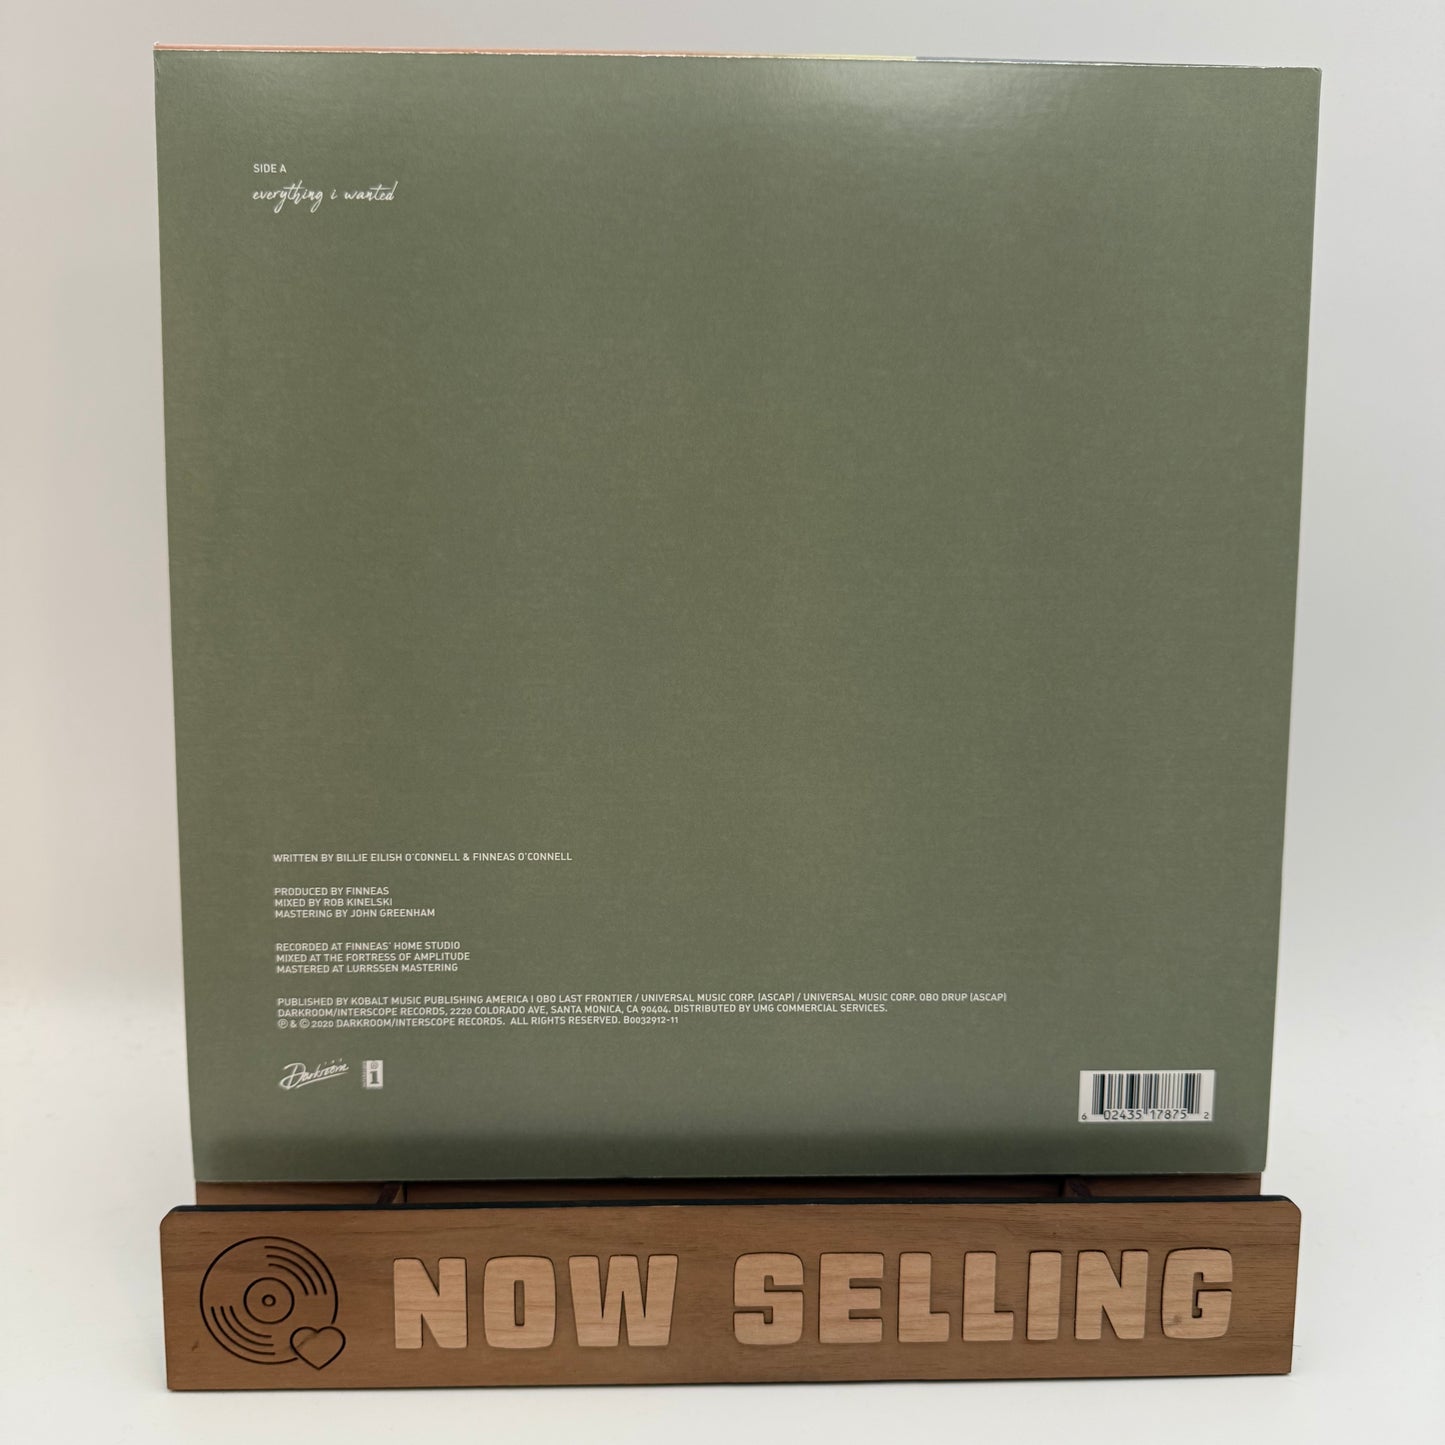 SIDE A
everything i wanted
WRITTEN BY BILLIE EILISH O'CONNELL & FINNEAS O'CONNELL
PRODUCED BY FINNEAS
MIXED BY ROB KINELSKI
MASTERING BY JOHN GREENHAM
RECORDED AT FINNEAS' HOME STUDIO
MIXED AT THE FORTRESS OF AMPLITUDE
MASTERED AT LURRSSEN MASTERING
PUBLISHED BY KOBALT MUSIC PUBLISHING AMERICA I OBO LAST FRONTIER / UNIVERSAL MUSIC CORP. (ASCAP) / UNIVERSAL MUSIC CORP. OBO DRUP (ASCAP)
DARKROOM/INTERSCOPE RECORDS, 2220 COLORADO AVE, SANTA MONICA, CA 90404. DISTRIBUTED BY UMG COMMERCIAL SERVICES.
℗ & © 2020 DARKROOM/INTERSCOPE RECORDS. ALL RIGHTS RESERVED. B0032912-11
THE
Darkroom i
6 02435 17875 2
NOW SELLING